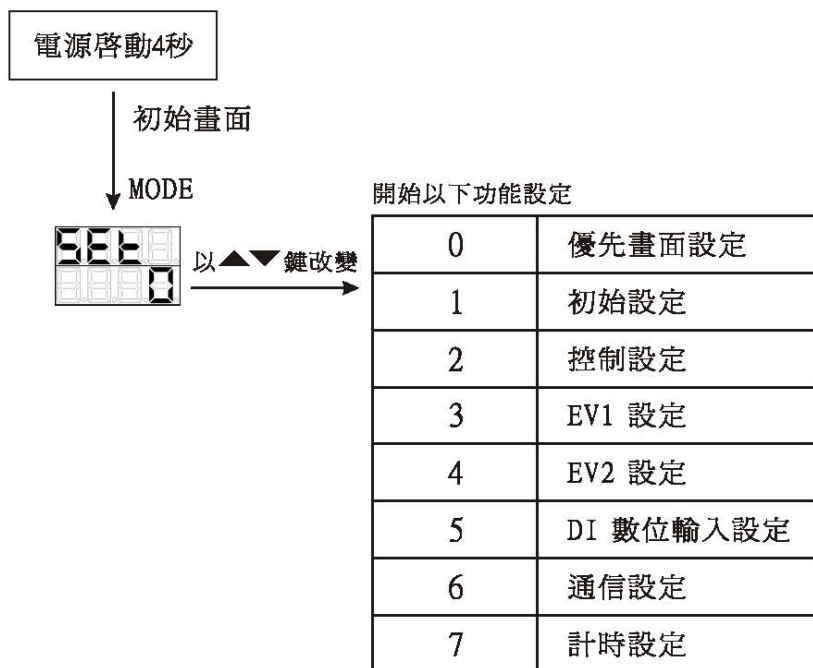 電源啓動4秒
初始畫面
MODE
SEt
0
以▲▼鍵改變
開始以下功能設定
0 優先畫面設定
1 初始設定
2 控制設定
3 EV1 設定
4 EV2 設定
5 DI 數位輸入設定
6 通信設定
7 計時設定